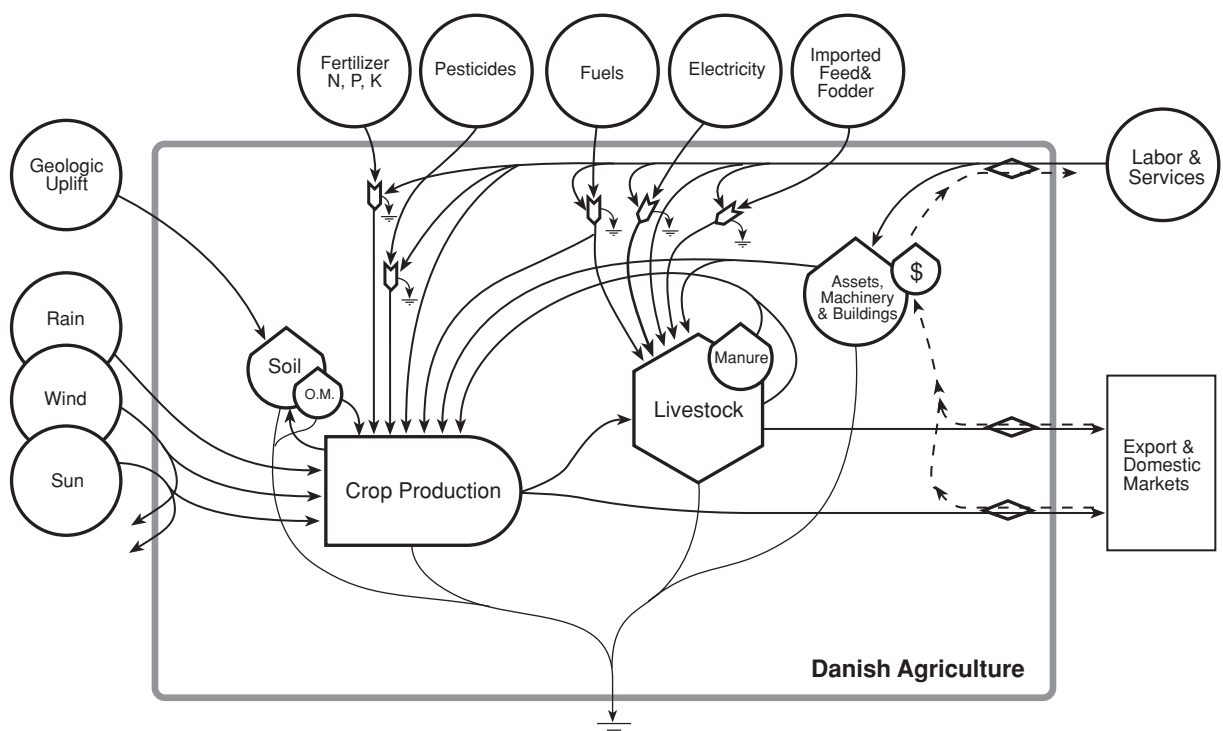 Fertilizer
N, P, K
Pesticides
Fuels
Electricity
Imported
Feed&
Fodder
Geologic
Uplift
Labor &
Services
Rain
Wind
Sun
Soil
O.M.
Assets,
Machinery
& Buildings
$
Manure
Livestock
Crop Production
Export &
Domestic
Markets
Danish Agriculture